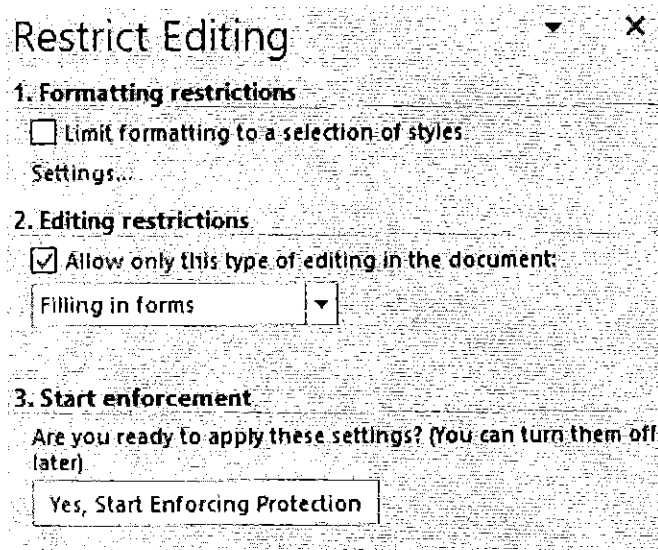 Restrict Editing
1. Formatting restrictions
Limit formatting to a selection of styles
Settings...
2. Editing restrictions
Allow only this type of editing in the document:
Filling in forms
3. Start enforcement
Are you ready to apply these settings? (You can turn them off
later)
Yes, Start Enforcing Protection